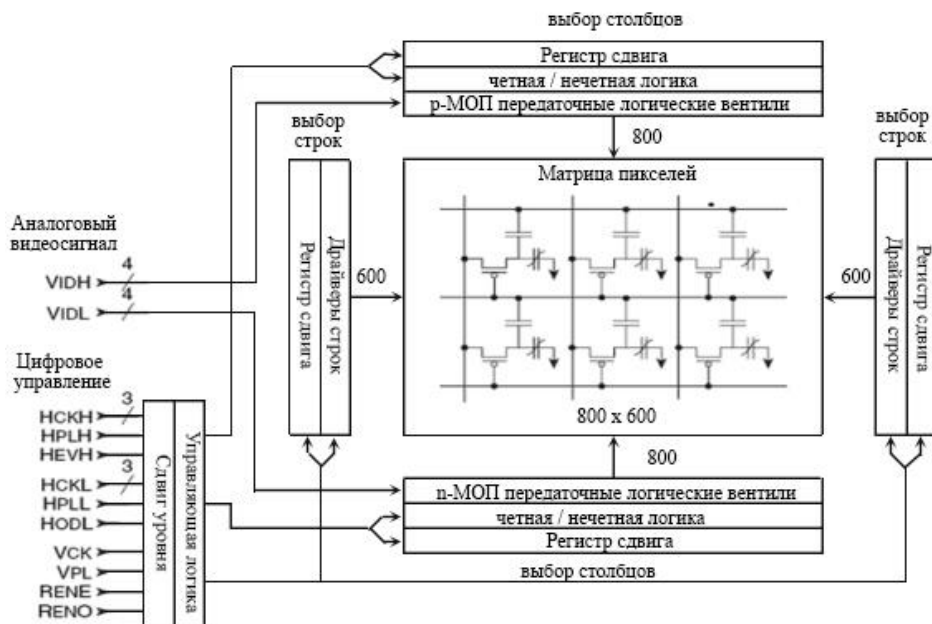 выбор столбцов
Регистр сдвига
четная / нечетная логика
р-МОП передаточные логические вентили
800
выбор
строк
Регистр сдвига
Драйверы строк
600
Матрица пикселей
800 x 600
выбор
строк
Драйверы строк
Регистр сдвига
600
Аналоговый
видеосигнал
VIDH
4
VIDL
4
Цифровое
управление
HCKH
3
HPLH
HEVH
HCKL
3
HPLL
HODL
VCK
VPL
RENE
RENO
Сдвиг уровня
Управляющая логика
800
n-МОП передаточные логические вентили
четная / нечетная логика
Регистр сдвига
выбор столбцов